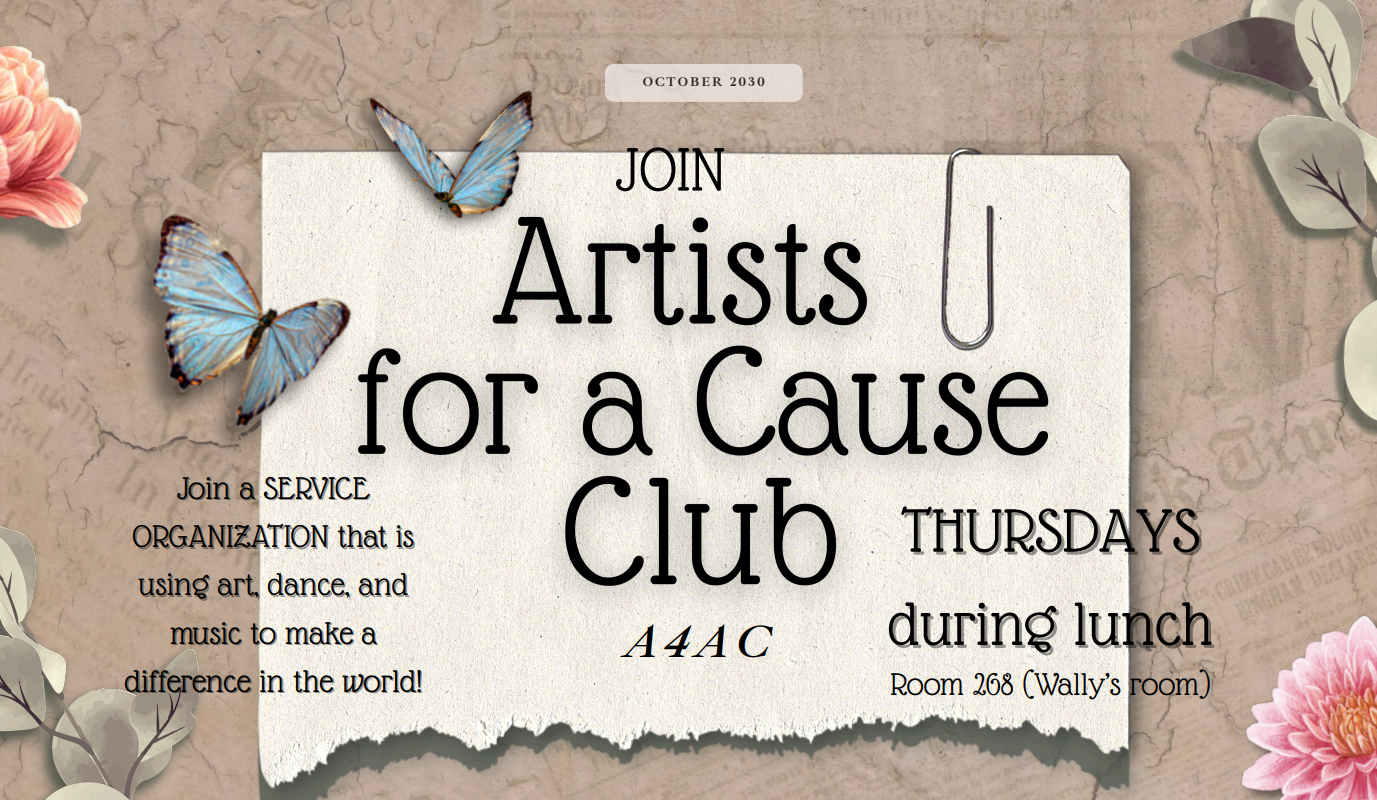 OCTOBER 2030
JOIN
Artists
for a Cause
Club
A4AC
Join a SERVICE
ORGANIZATION that is
using art, dance, and
music to make a
difference in the world!
THURSDAYS
during lunch
Room 268 (Wally's room)